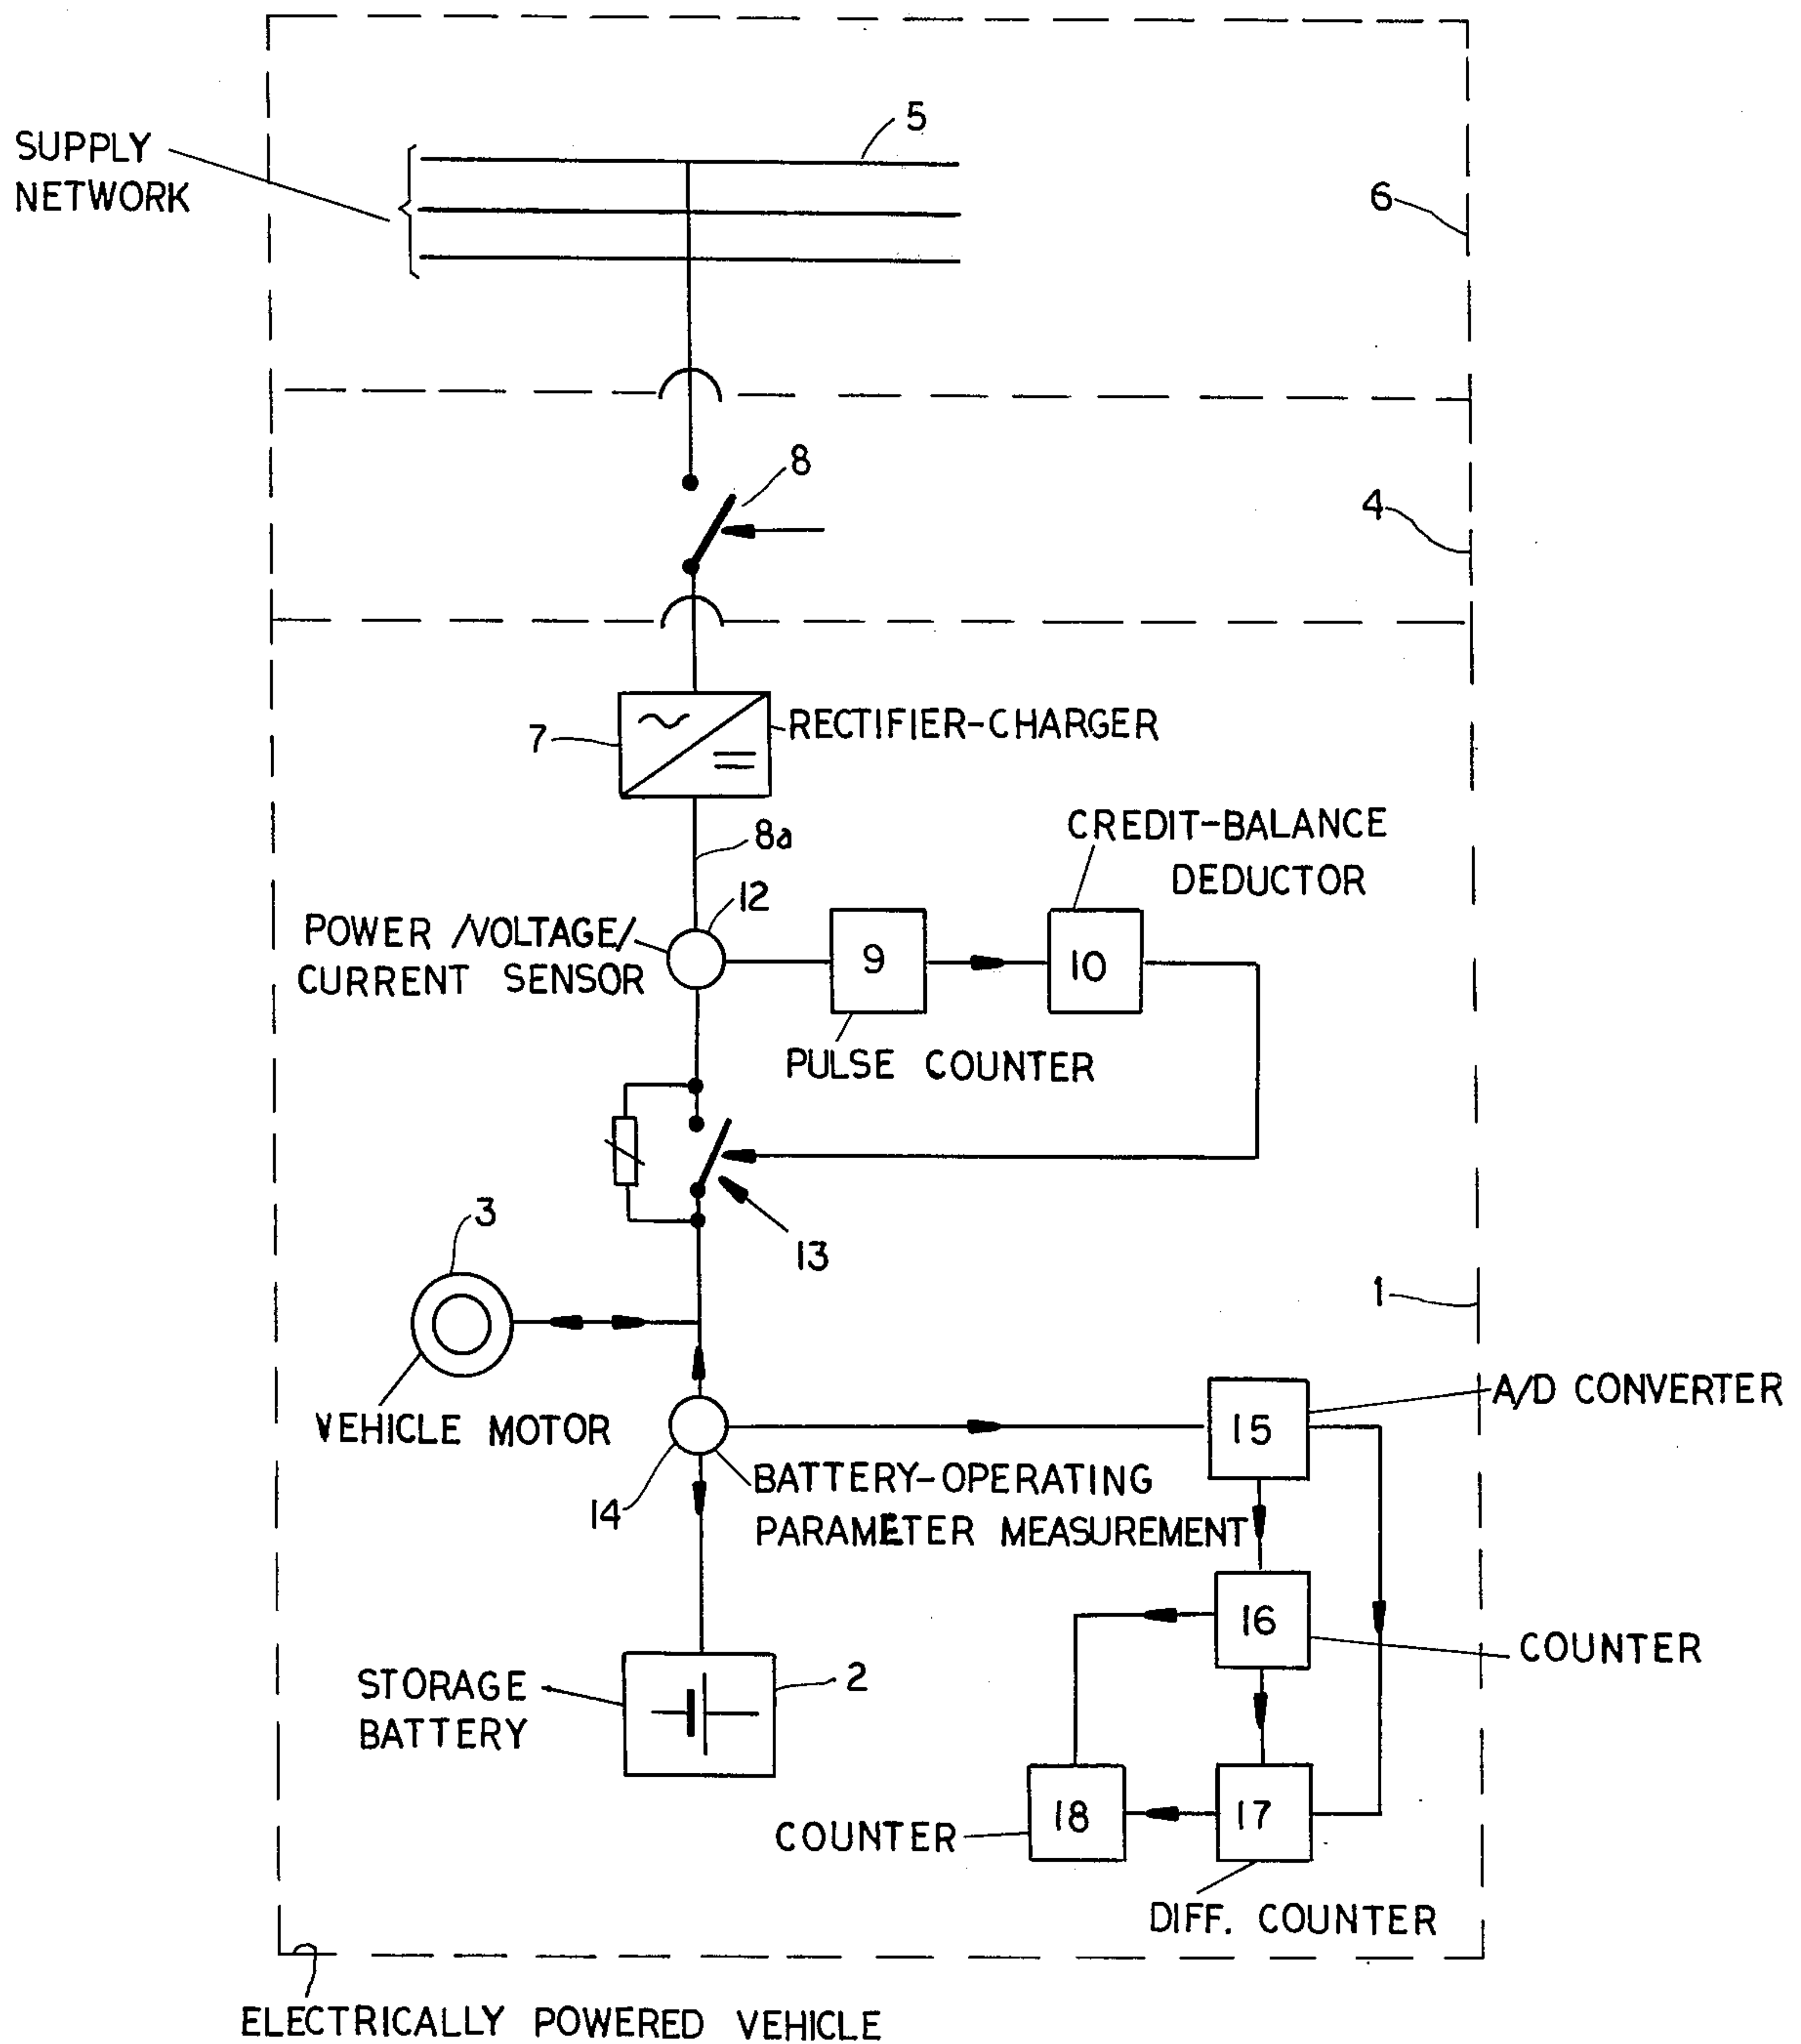 5
SUPPLY
NETWORK
6
8
4
7
RECTIFIER-CHARGER
8a
CREDIT-BALANCE
DEDUCTOR
12
POWER /VOLTAGE/
CURRENT SENSOR
9
10
PULSE COUNTER
3
13
1
A/D CONVERTER
VEHICLE MOTOR
15
14
BATTERY-OPERATING
PARAMETER MEASUREMENT
16
COUNTER
STORAGE
BATTERY
2
18
17
COUNTER
DIFF. COUNTER
ELECTRICALLY POWERED VEHICLE